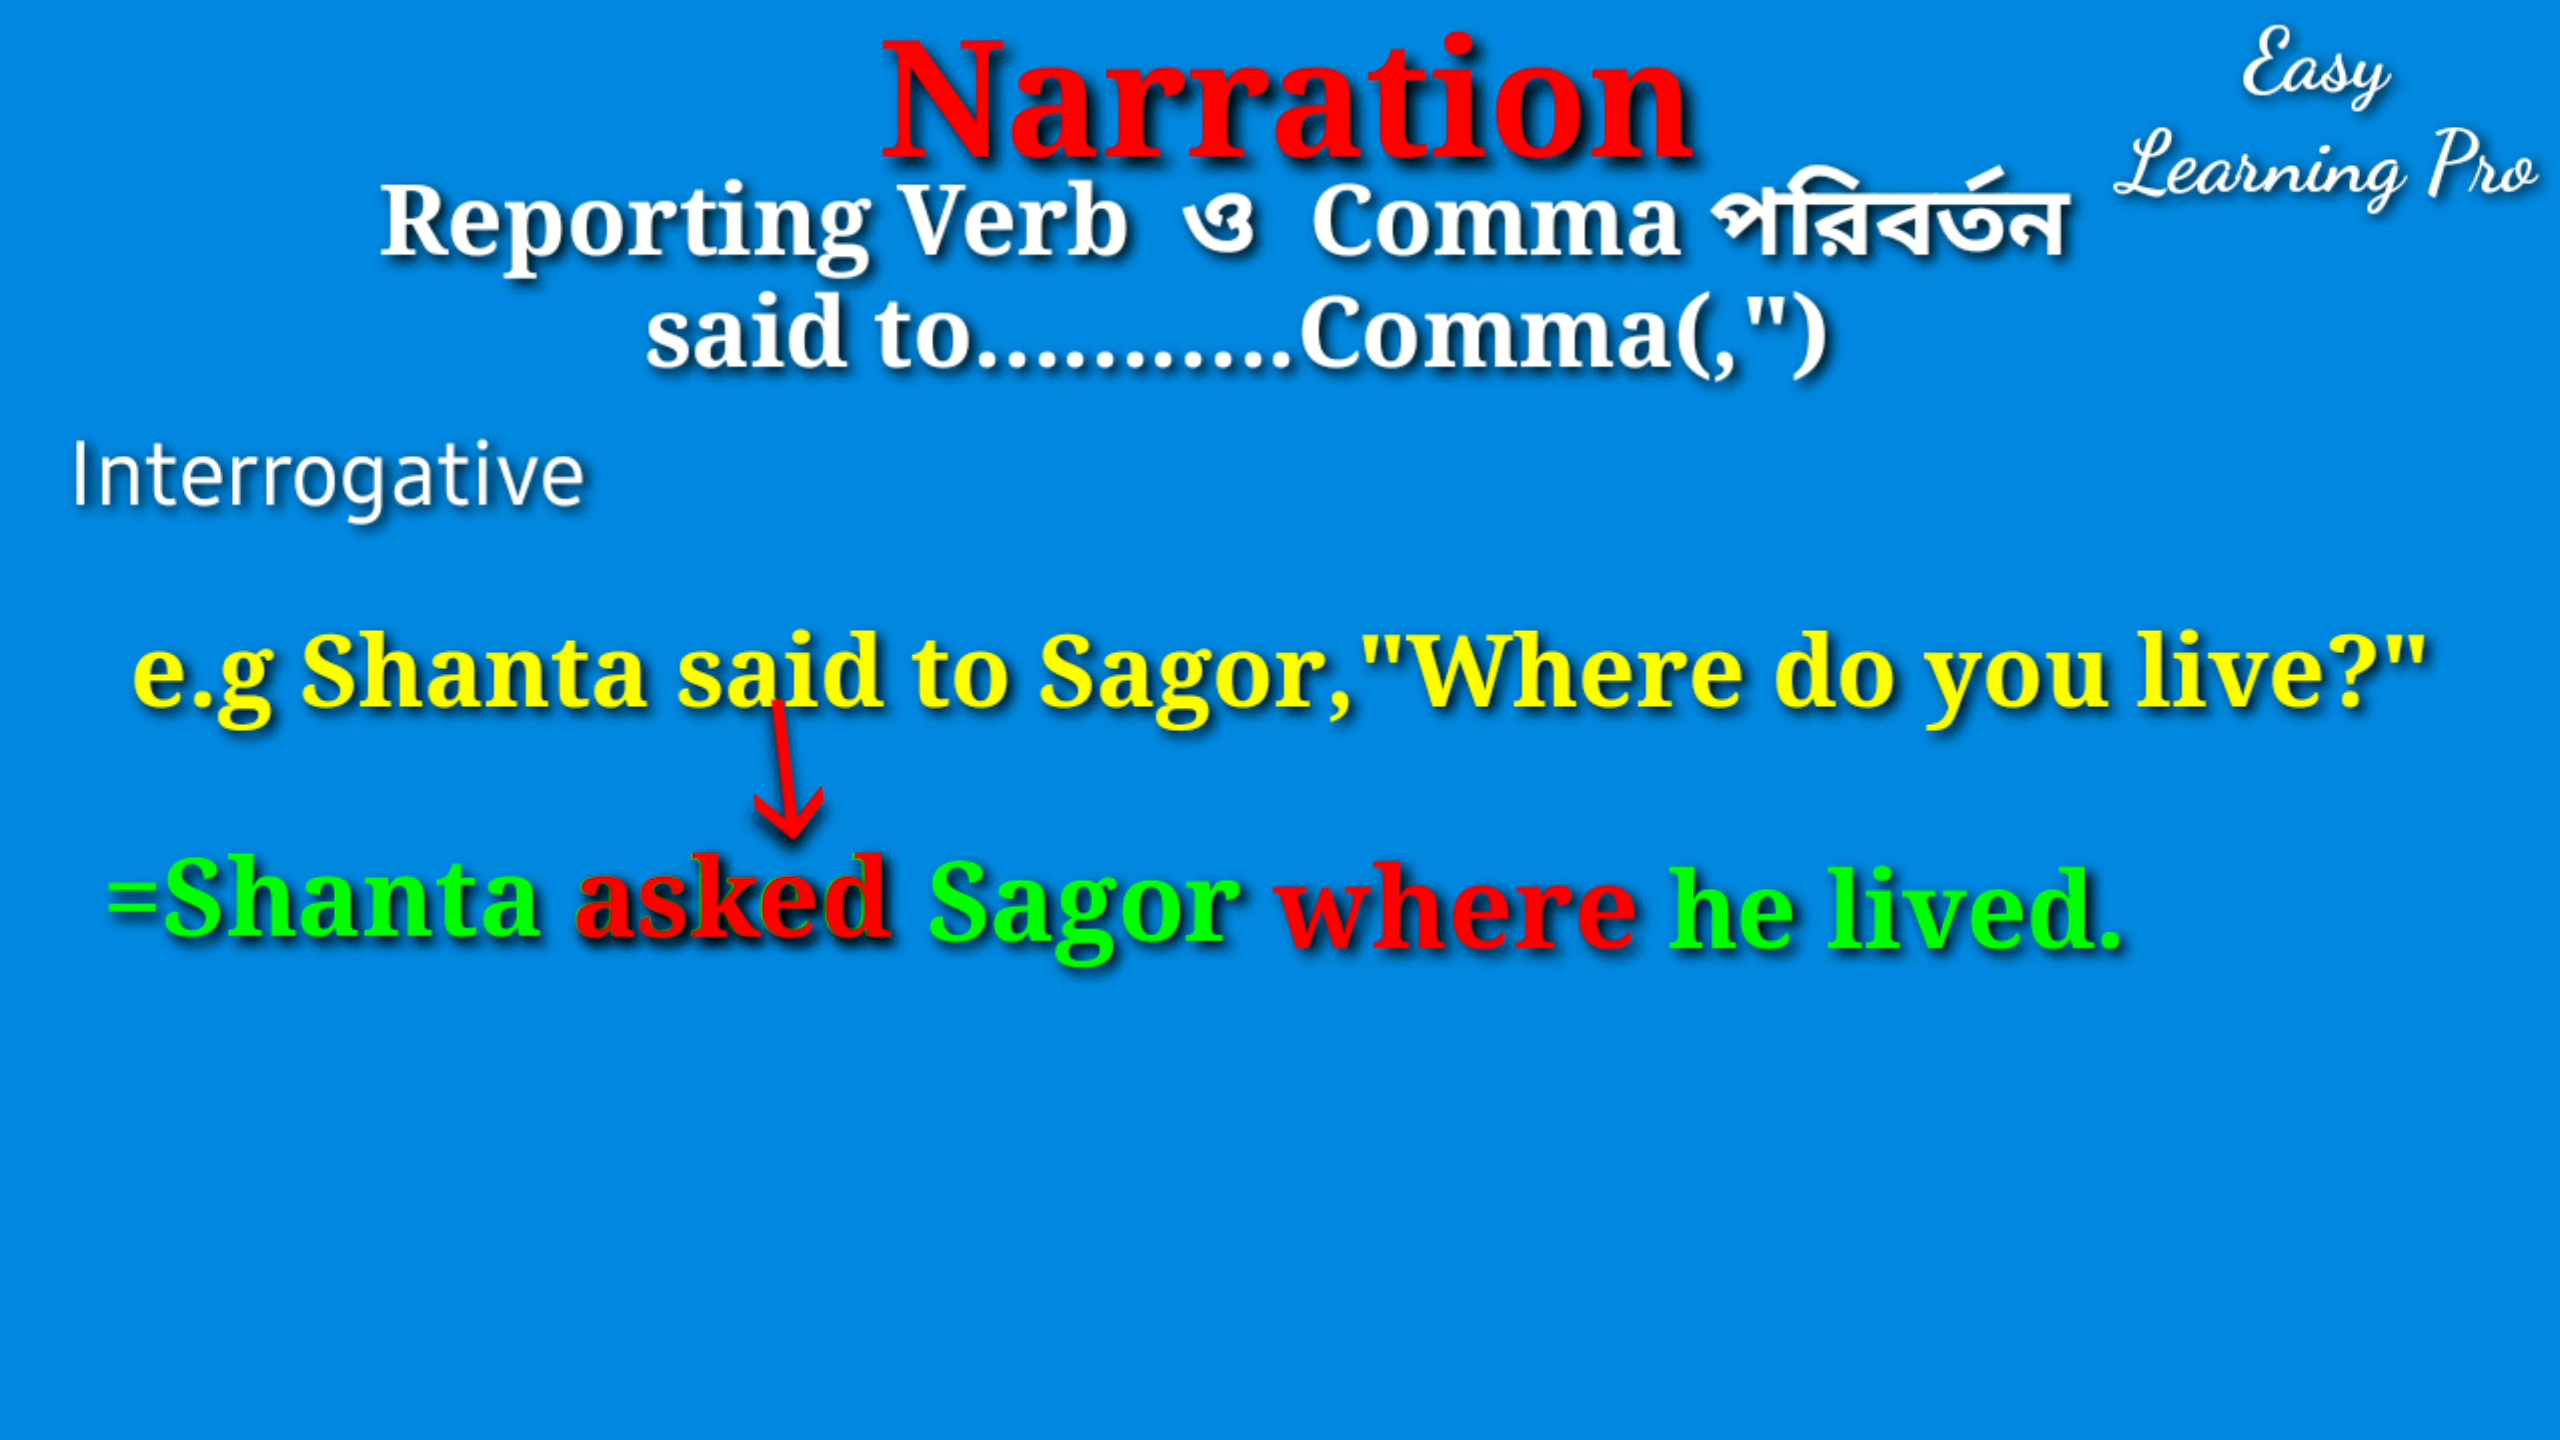 Narration
Easy
Learning Pro
Reporting Verb ও Comma পরিবর্তন
said to...........Comma(,")
Interrogative
e.g Shanta said to Sagor,"Where do you live?"
=Shanta asked Sagor where he lived.